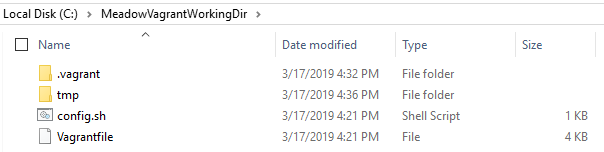 Local Disk (C:) > MeadowVagrantWorkingDir >
Name Date modified Type Size
.vagrant 3/17/2019 4:32 PM File folder
tmp 3/17/2019 4:36 PM File folder
config.sh 3/17/2019 4:21 PM Shell Script 1 KB
Vagrantfile 3/17/2019 4:21 PM File 4 KB